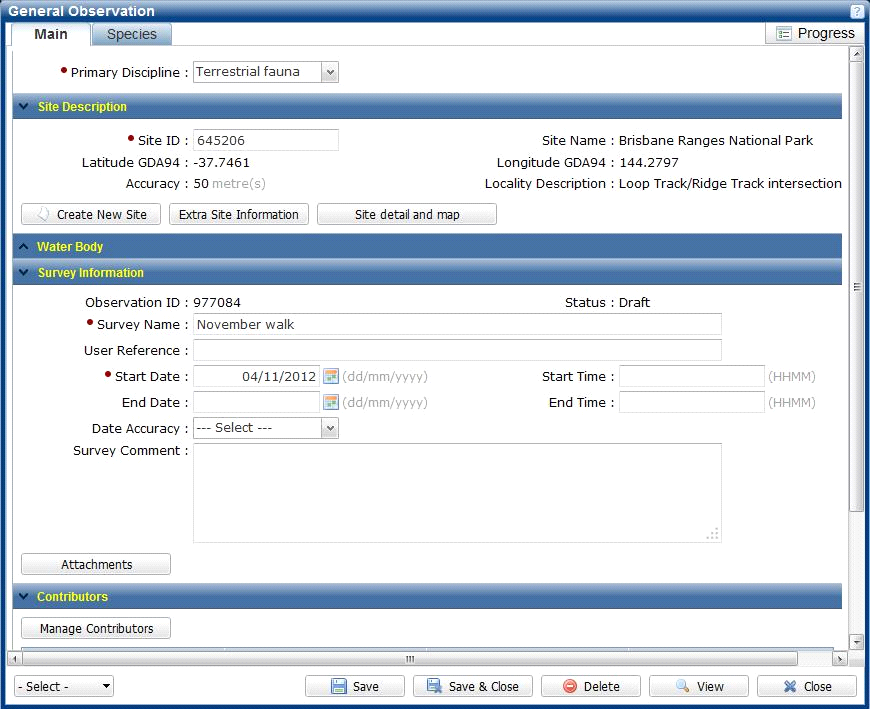 General Observation
?
Main Species Progress
Primary Discipline : Terrestrial fauna
Site Description
Site ID : 645206 Site Name : Brisbane Ranges National Park
Latitude GDA94 : -37.7461 Longitude GDA94 : 144.2797
Accuracy : 50 metre(s) Locality Description : Loop Track/Ridge Track intersection
Create New Site Extra Site Information Site detail and map
Water Body
Survey Information
Observation ID : 977084 Status : Draft
Survey Name : November walk
User Reference :
Start Date : 04/11/2012 (dd/mm/yyyy) Start Time : (HHMM)
End Date : (dd/mm/yyyy) End Time : (HHMM)
Date Accuracy : --- Select ---
Survey Comment :
Attachments
Contributors
Manage Contributors
- Select - Save Save & Close Delete View Close